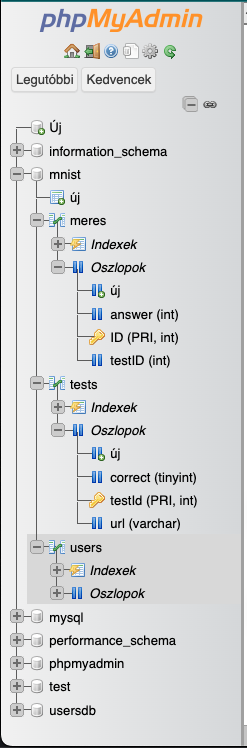 phpMyAdmin
Legutóbbi Kedvencek
Új
information_schema
mnist
új
meres
Indexek
Oszlopok
új
answer (int)
ID (PRI, int)
testID (int)
tests
Indexek
Oszlopok
új
correct (tinyint)
testId (PRI, int)
url (varchar)
users
Indexek
Oszlopok
mysql
performance_schema
phpmyadmin
test
usersdb